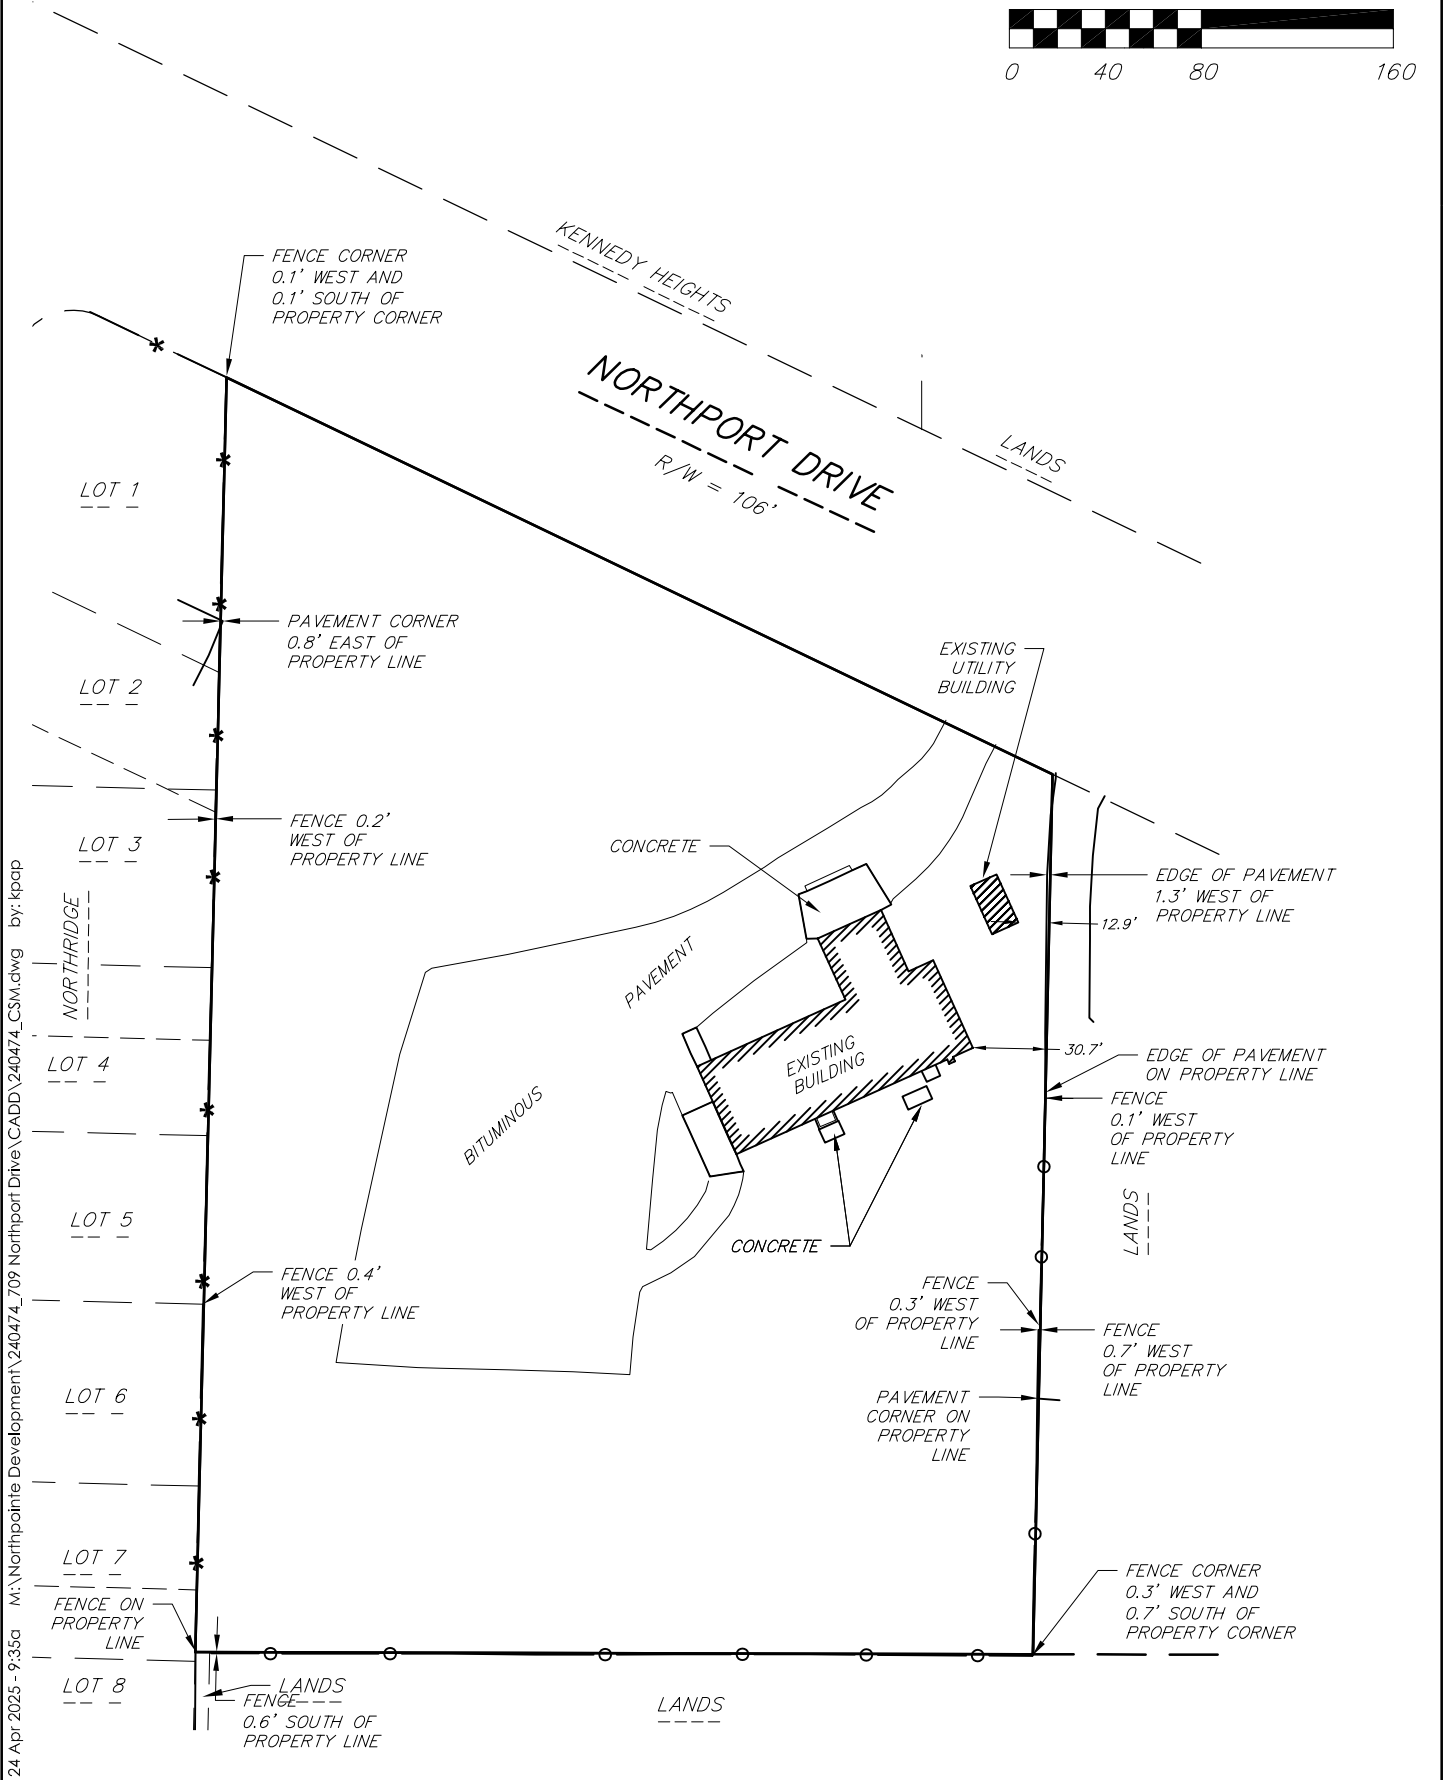 0 40 80 160
KENNEDY HEIGHTS
FENCE CORNER
0.1' WEST AND
0.1' SOUTH OF
PROPERTY CORNER
NORTHPORT DRIVE
R/W = 106'
LANDS
LOT 1
PAVEMENT CORNER
0.8' EAST OF
PROPERTY LINE
EXISTING
UTILITY
BUILDING
LOT 2
FENCE 0.2'
WEST OF
PROPERTY LINE
LOT 3
CONCRETE
EDGE OF PAVEMENT
1.3' WEST OF
PROPERTY LINE
12.9'
NORTHRIDGE
PAVEMENT
EXISTING
BUILDING
30.7'
EDGE OF PAVEMENT
ON PROPERTY LINE
LOT 4
FENCE
0.1' WEST
OF PROPERTY
LINE
BITUMINOUS
LANDS
LOT 5
CONCRETE
FENCE 0.4'
WEST OF
PROPERTY LINE
FENCE
0.3' WEST
OF PROPERTY
LINE
FENCE
0.7' WEST
OF PROPERTY
LINE
LOT 6
PAVEMENT
CORNER ON
PROPERTY
LINE
LOT 7
FENCE ON
PROPERTY
LINE
FENCE CORNER
0.3' WEST AND
0.7' SOUTH OF
PROPERTY CORNER
LOT 8
LANDS
FENCE
0.6' SOUTH OF
PROPERTY LINE
LANDS
24 Apr 2025 - 9:35a M:\Northpointe Development\240474_709 Northport Drive\CADD\240474_CSM.dwg by: kpap